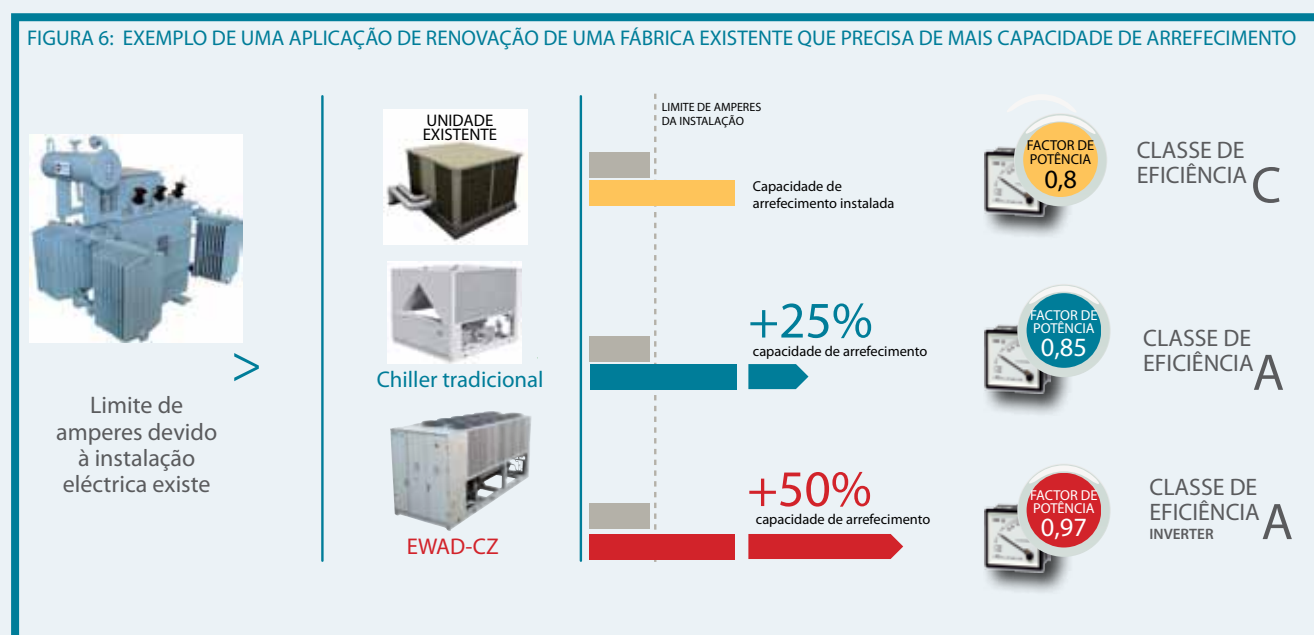 FIGURA 6: EXEMPLO DE UMA APLICAÇÃO DE RENOVAÇÃO DE UMA FÁBRICA EXISTENTE QUE PRECISA DE MAIS CAPACIDADE DE ARREFECIMENTO
Limite de
amperes devido
à instalação
eléctrica existe
>
UNIDADE
EXISTENTE
LIMITE DE AMPERES
DA INSTALAÇÃO
Capacidade de
arrefecimento instalada
FACTOR DE
POTÊNCIA
0,8
CLASSE DE
EFICIÊNCIA C
Chiller tradicional
+25%
capacidade de arrefecimento
FACTOR DE
POTÊNCIA
0,85
CLASSE DE
EFICIÊNCIA A
EWAD-CZ
+50%
capacidade de arrefecimento
FACTOR DE
POTÊNCIA
0,97
CLASSE DE
EFICIÊNCIA A
INVERTER